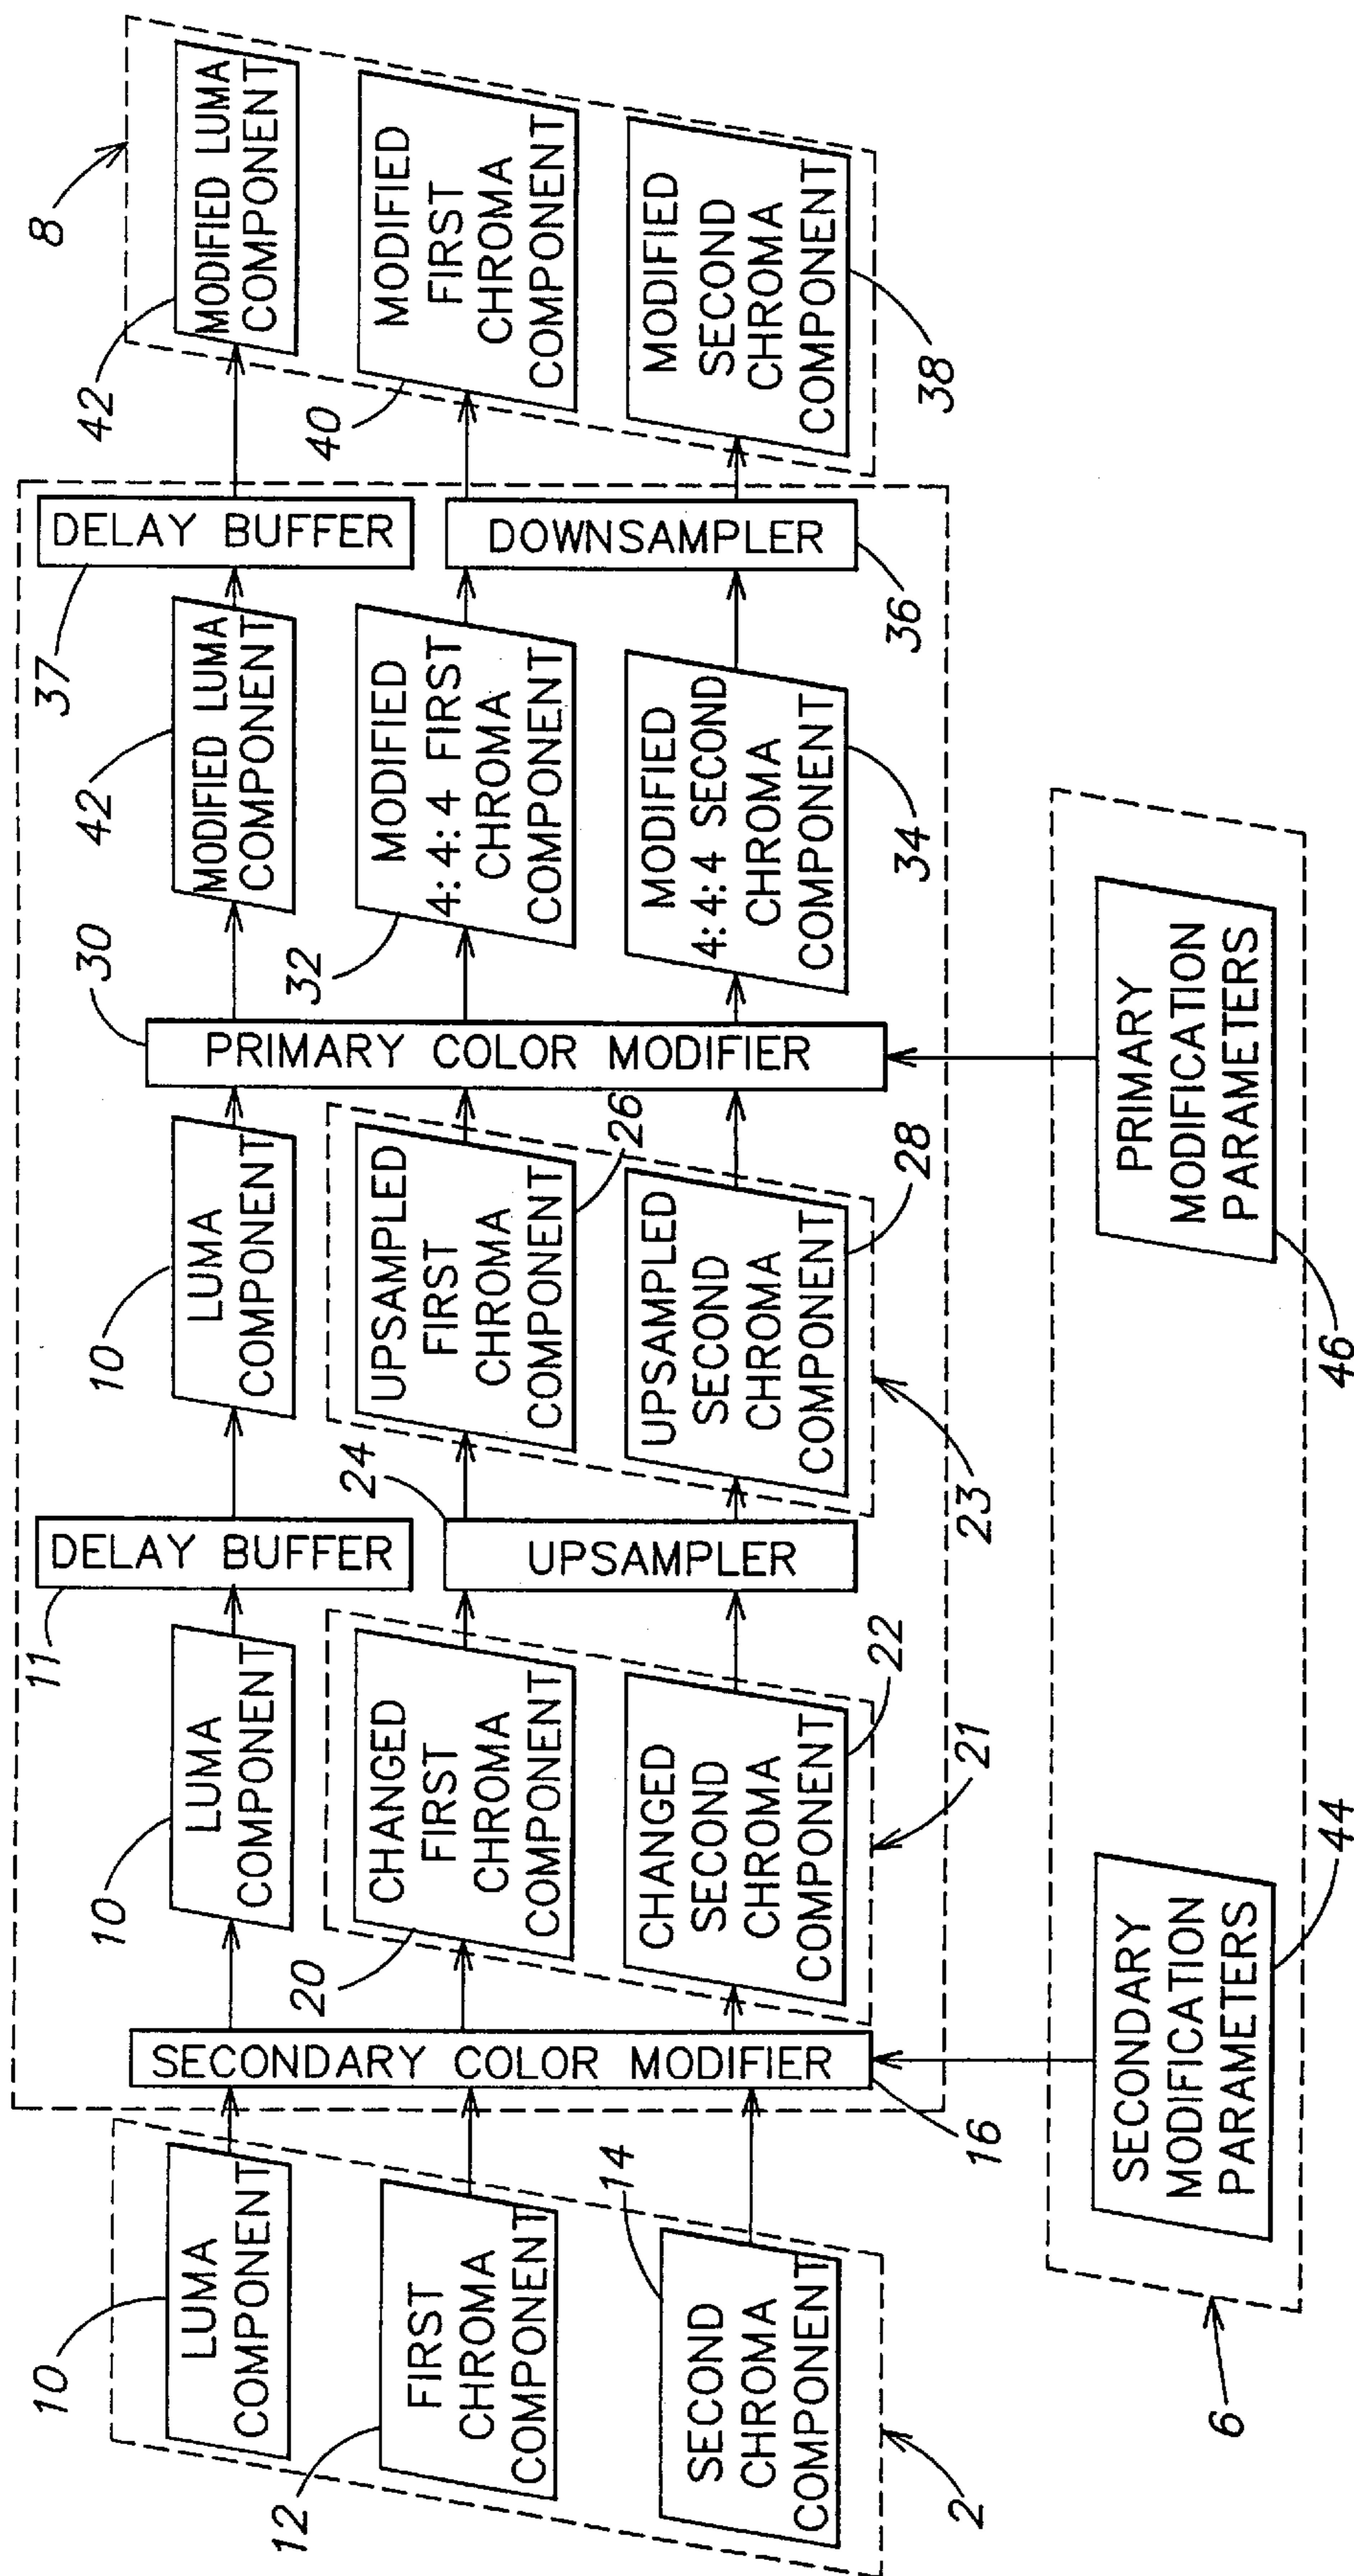 10
LUMA
COMPONENT
12
FIRST
CHROMA
COMPONENT
14
SECOND
CHROMA
COMPONENT
2
SECONDARY COLOR MODIFIER
16
10
LUMA
COMPONENT
20
CHANGED
FIRST
CHROMA
COMPONENT
CHANGED
SECOND
CHROMA
COMPONENT
22
21
11
DELAY BUFFER
24
UPSAMPLER
10
LUMA
COMPONENT
UPSAMPLED
FIRST
CHROMA
COMPONENT
26
UPSAMPLED
SECOND
CHROMA
COMPONENT
28
23
30
PRIMARY COLOR MODIFIER
42
MODIFIED LUMA
COMPONENT
32
MODIFIED
4:4:4 FIRST
CHROMA
COMPONENT
MODIFIED
4:4:4 SECOND
CHROMA
COMPONENT
34
37
DELAY BUFFER
DOWNSAMPLER
36
8
42
MODIFIED LUMA
COMPONENT
40
MODIFIED
FIRST
CHROMA
COMPONENT
MODIFIED
SECOND
CHROMA
COMPONENT
38
6
SECONDARY
MODIFICATION
PARAMETERS
44
PRIMARY
MODIFICATION
PARAMETERS
46